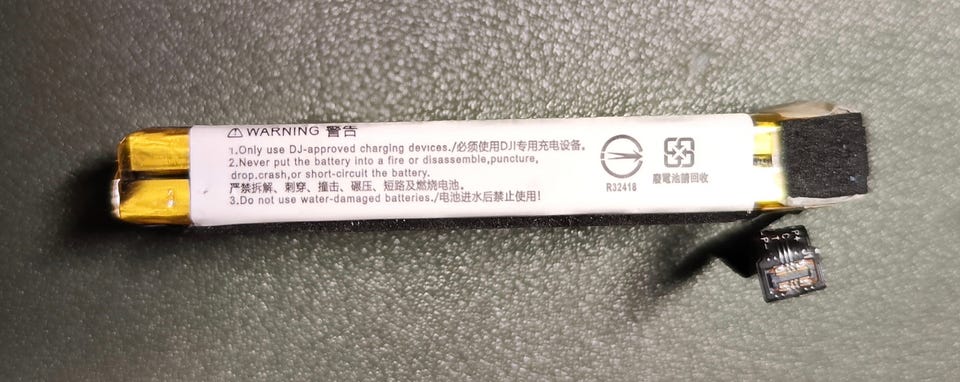 WARNING 警告
1.Only use DJ-approved charging devices./必须使用DJI专用充电设备。
2.Never put the battery into a fire or disassemble,puncture,
drop,crash,or short-circuit the battery.
严禁拆解、刺穿、撞击、碾压、短路及燃烧电池。
3.Do not use water-damaged batteries./电池进水后禁止使用!
R32418
廢電池請回收
P+
C
T
P-